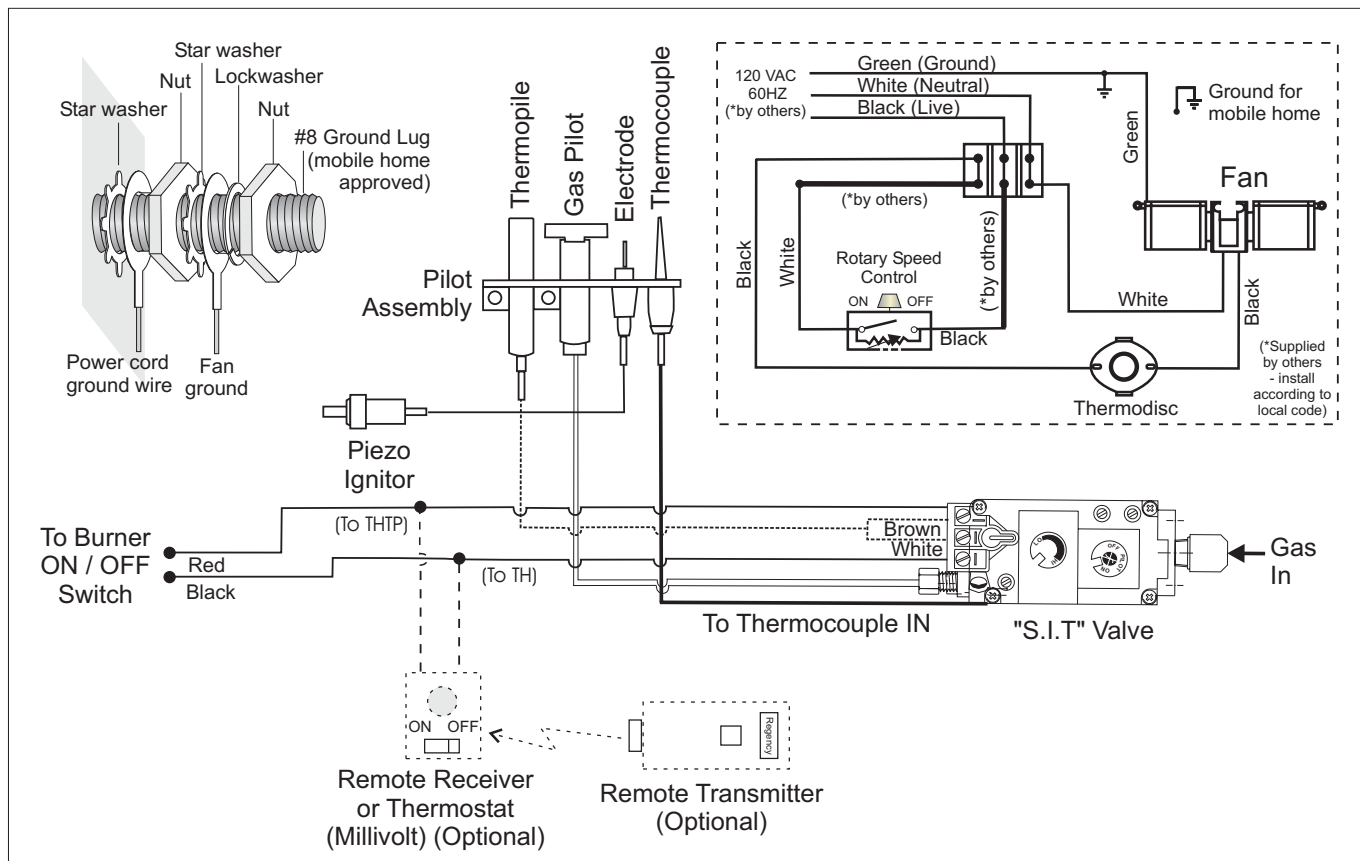 Star washer
Nut
Lockwasher
Star washer
Nut
#8 Ground Lug
(mobile home
approved)
Power cord
ground wire
Fan
ground
Thermopile
Gas Pilot
Electrode
Thermocouple
Pilot
Assembly
Piezo
Ignitor
120 VAC
60HZ
(*by others)
Green (Ground)
White (Neutral)
Black (Live)
Ground for
mobile home
Green
Fan
(*by others)
(*by others)
Black
White
Rotary Speed
Control
ON
OFF
Black
White
Black
Thermodisc
(*Supplied
by others
- install
according to
local code)
To Burner
ON / OFF
Switch
Red
Black
(To THTP)
(To TH)
Brown
White
LO
HI
OFF
PILOT
ON
Gas
In
To Thermocouple IN
"S.I.T" Valve
ON
OFF
Remote Receiver
or Thermostat
(Millivolt) (Optional)
Regency
Remote Transmitter
(Optional)